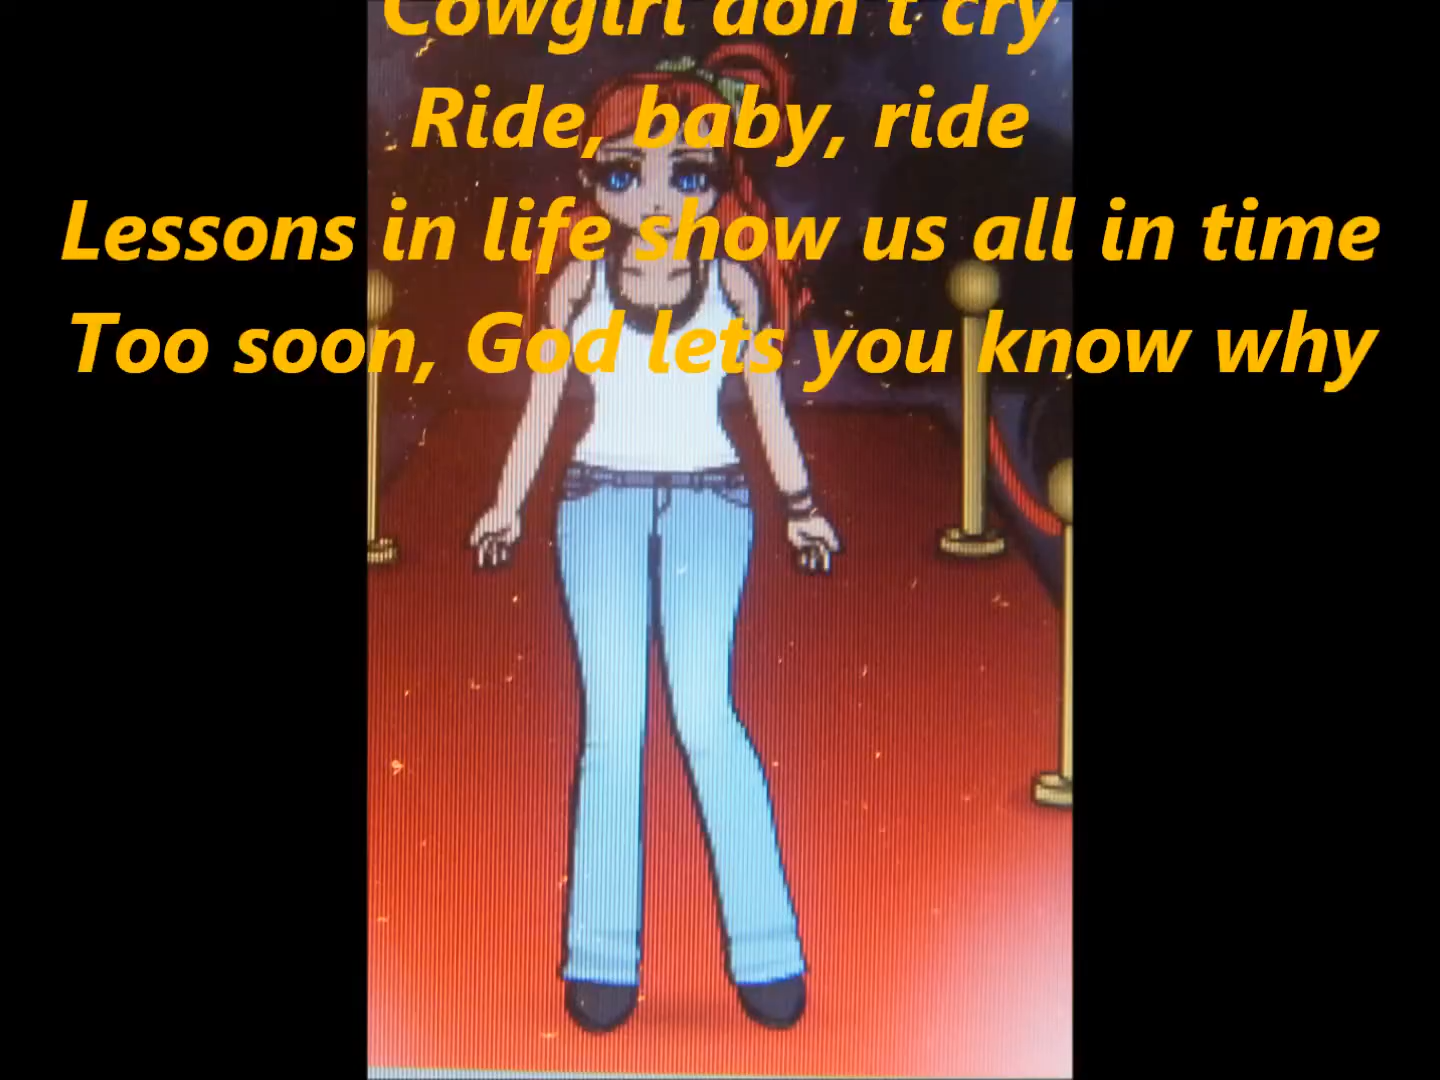 Cowgirl don't cry
Ride, baby, ride
Lessons in life show us all in time
Too soon, God lets you know why